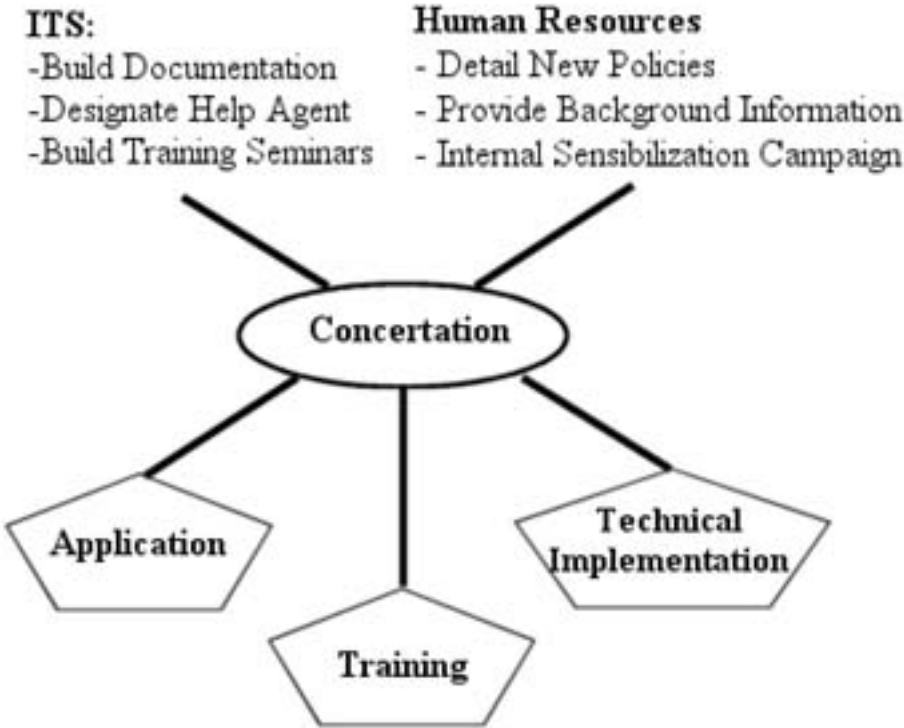 ITS:
-Build Documentation
-Designate Help Agent
-Build Training Seminars
Human Resources
- Detail New Policies
- Provide Background Information
- Internal Sensibilization Campaign
Concertation
Application
Technical
Implementation
Training